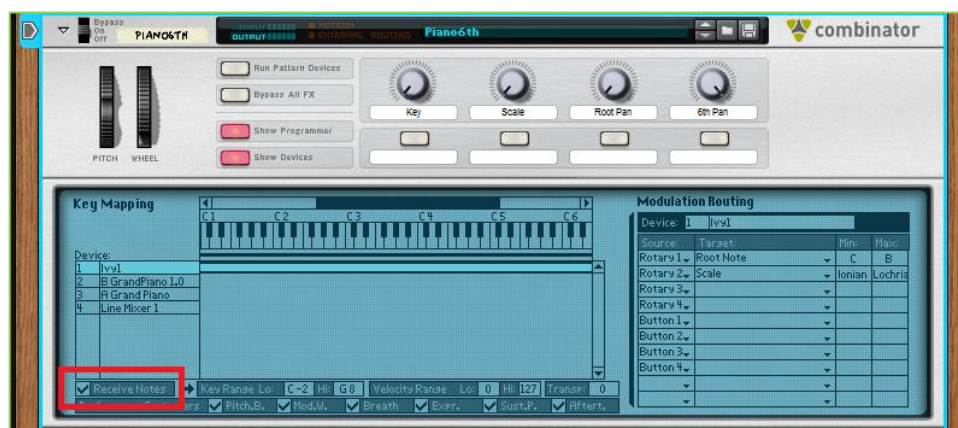 Bypass
On
Off
PIANO6TH
OUTPUT EXTERNAL ROUTING
Piano6th
combinator
Run Pattern Devices
Bypass All FX
Show Programmer
Show Devices
Key Scale Root Pan 6th Pan
PITCH WHEEL
Key Mapping
C1 C2 C3 C4 C5 C6
Device:
1 Ivy1
2 B GrandPiano 1.0
3 A Grand Piano
4 Line Mixer 1
Receive Notes Key Range Lo: C-2 Hi: G8 Velocity Range Lo: 0 Hi: 127 Transp: 0
Pitch.B. Mod.W. Breath Expr. Sust.P. Aftert.
Modulation Routing
Device: 1 Ivy1
Source: Target: Min: Max:
Rotary 1 Root Note C B
Rotary 2 Scale Ionian Lochria
Rotary 3
Rotary 4
Button 1
Button 2
Button 3
Button 4